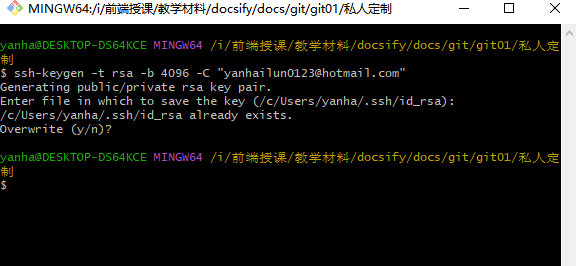 MINGW64:/i/前端授课/教学材料/docsify/docs/git/git01/私人定制
yanha@DESKTOP-DS64KCE MINGW64 /i/前端授课/教学材料/docsify/docs/git/git01/私人定
制
$ ssh-keygen -t rsa -b 4096 -C "yanhailun0123@hotmail.com"
Generating public/private rsa key pair.
Enter file in which to save the key (/c/Users/yanha/.ssh/id_rsa):
/c/Users/yanha/.ssh/id_rsa already exists.
Overwrite (y/n)?
yanha@DESKTOP-DS64KCE MINGW64 /i/前端授课/教学材料/docsify/docs/git/git01/私人定
制
$